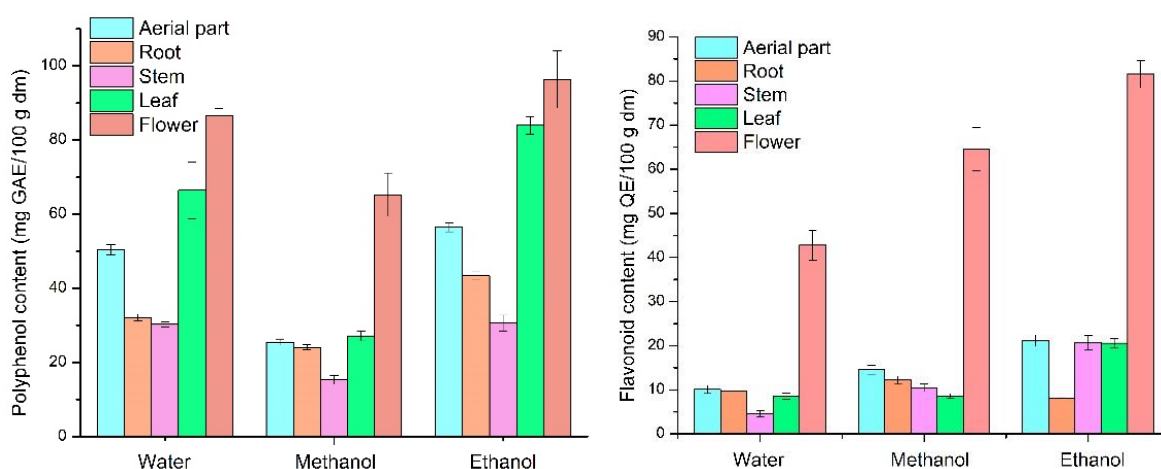 Polyphenol content (mg GAE/100 g dm)
Aerial part
Root
Stem
Leaf
Flower
100
80
60
40
20
0
Water Methanol Ethanol
Flavonoid content (mg QE/100 g dm)
Aerial part
Root
Stem
Leaf
Flower
90
80
70
60
50
40
30
20
10
0
Water Methanol Ethanol